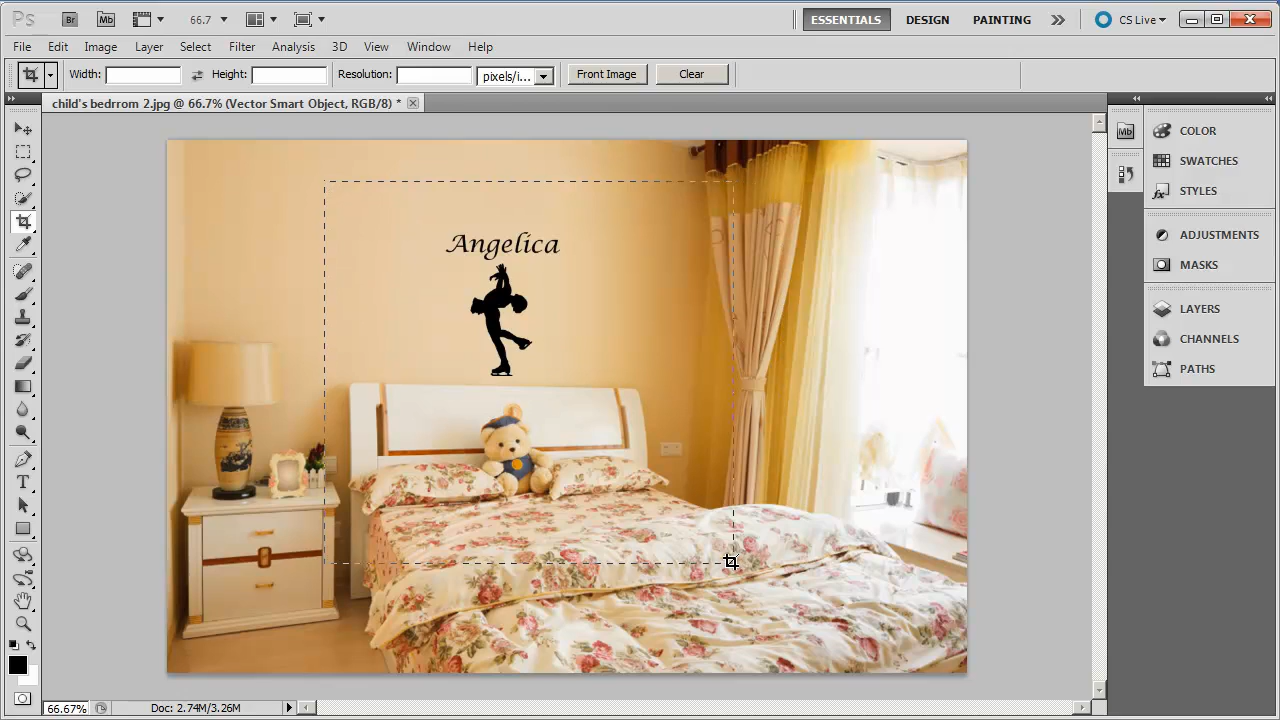 Ps Br Mb 66.7 ESSENTIALS DESIGN PAINTING CS Live
File Edit Image Layer Select Filter Analysis 3D View Window Help
Width: Height: Resolution: pixels/i... Front Image Clear
child's bedrrom 2.jpg @ 66.7% (Vector Smart Object, RGB/8) *
Mb
COLOR
SWATCHES
STYLES
ADJUSTMENTS
MASKS
LAYERS
CHANNELS
PATHS
Angelica
66.67% Doc: 2.74M/3.26M